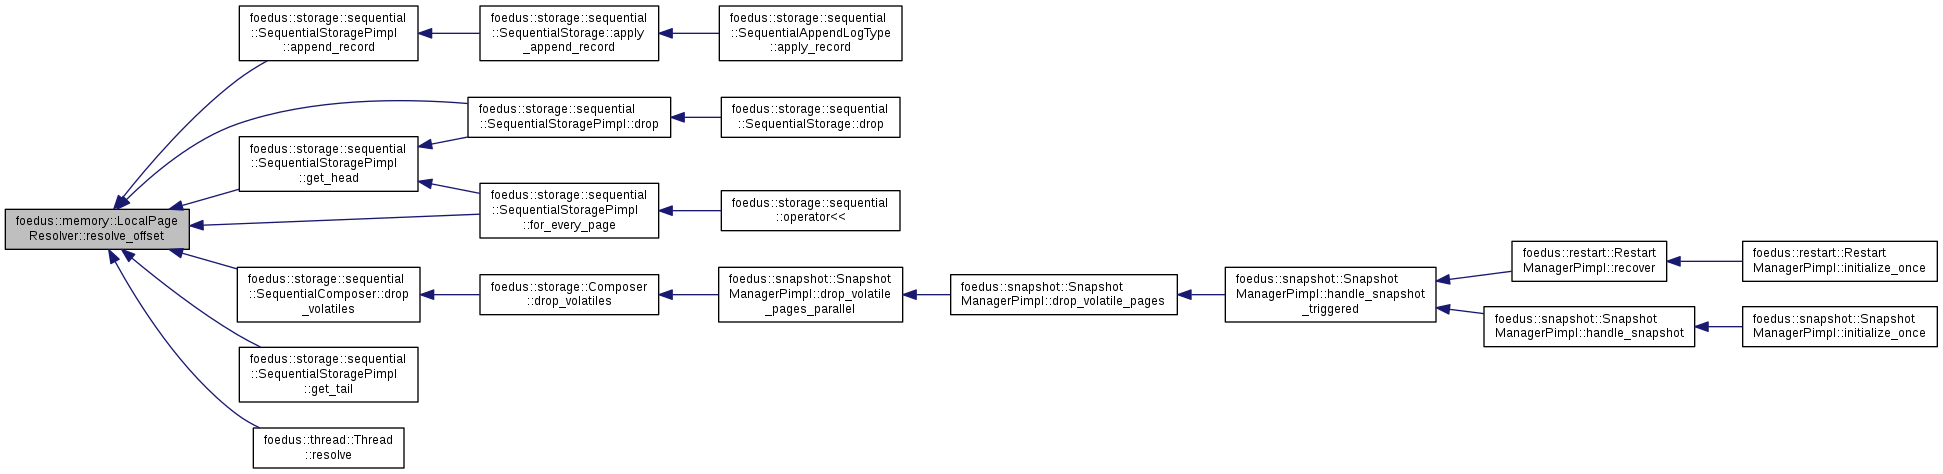 foedus::memory::LocalPage
Resolver::resolve_offset
foedus::storage::sequential
::SequentialStoragePimpl
::append_record
foedus::storage::sequential
::SequentialStorage::apply
_append_record
foedus::storage::sequential
::SequentialAppendLogType
::apply_record
foedus::storage::sequential
::SequentialStoragePimpl::drop
foedus::storage::sequential
::SequentialStorage::drop
foedus::storage::sequential
::SequentialStoragePimpl
::get_head
foedus::storage::sequential
::SequentialStoragePimpl
::for_every_page
foedus::storage::sequential
::operator<<
foedus::storage::sequential
::SequentialComposer::drop
_volatiles
foedus::storage::Composer
::drop_volatiles
foedus::snapshot::Snapshot
ManagerPimpl::drop_volatile
_pages_parallel
foedus::snapshot::Snapshot
ManagerPimpl::drop_volatile_pages
foedus::snapshot::Snapshot
ManagerPimpl::handle_snapshot
_triggered
foedus::restart::Restart
ManagerPimpl::recover
foedus::restart::Restart
ManagerPimpl::initialize_once
foedus::snapshot::Snapshot
ManagerPimpl::handle_snapshot
foedus::snapshot::Snapshot
ManagerPimpl::initialize_once
foedus::storage::sequential
::SequentialStoragePimpl
::get_tail
foedus::thread::Thread
::resolve